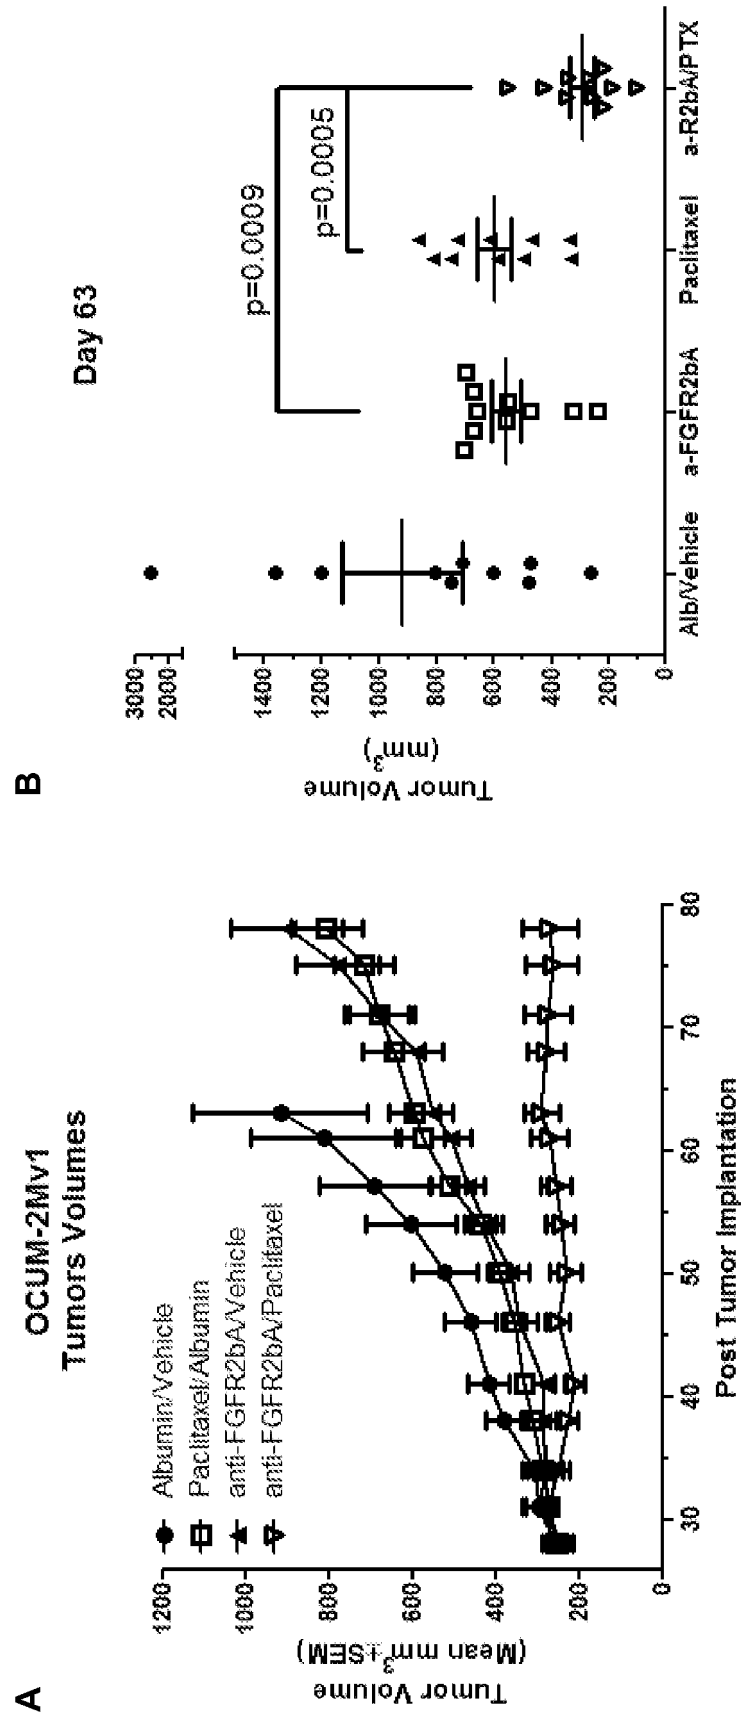 A
OCUM-2Mv1
Tumors Volumes
Albumin/Vehicle
Paclitaxel/Albumin
anti-FGFR2bA/Vehicle
anti-FGFR2bA/Paclitaxel
Tumor Volume
(Mean mm³±SEM)
1200
1000
800
600
400
200
0
30
40
50
60
70
80
Post Tumor Implantation
B
Day 63
p=0.0009
p=0.0005
Tumor Volume
(mm³)
3000
2000
1400
1200
1000
800
600
400
200
0
Alb/Vehicle
a-FGFR2bA
Paclitaxel
a-R2bA/PTX